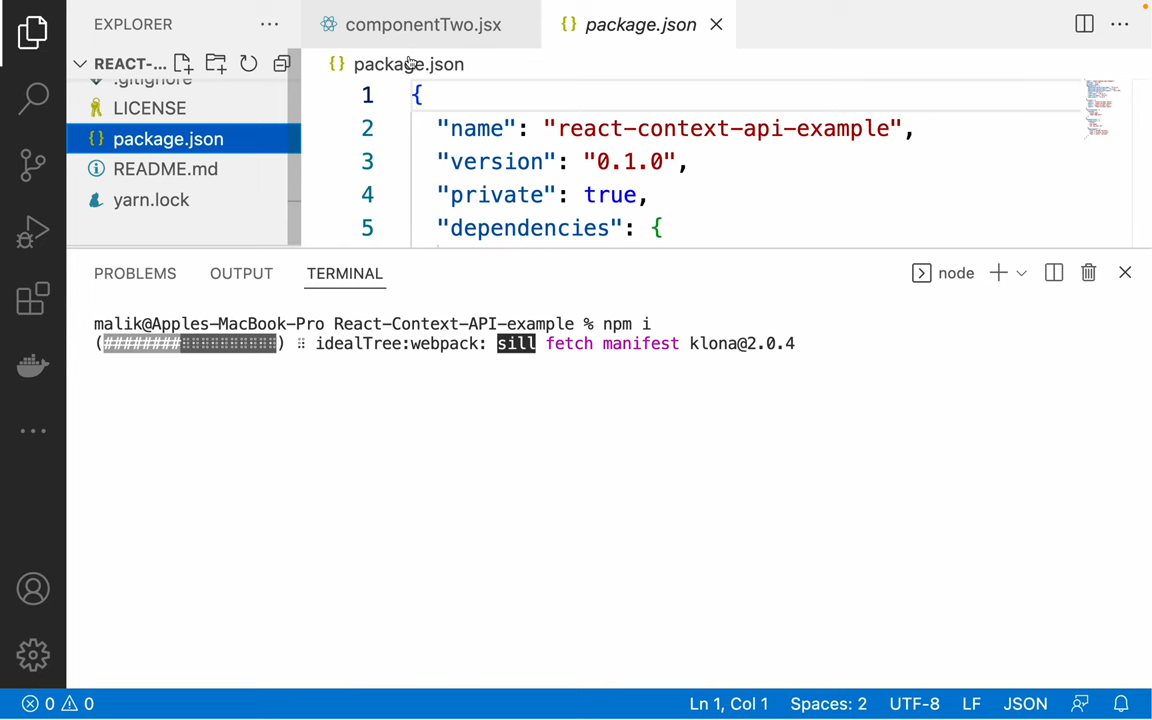 EXPLORER
componentTwo.jsx
package.json
REACT-...
package.json
.gitignore
LICENSE
package.json
README.md
yarn.lock
1 {
2 "name": "react-context-api-example",
3 "version": "0.1.0",
4 "private": true,
5 "dependencies": {
PROBLEMS OUTPUT TERMINAL
node
malik@Apples-MacBook-Pro React-Context-API-example % npm i
(########⠂⠂⠂⠂⠂⠂⠂⠂⠂⠂) ⠿ idealTree:webpack: sill fetch manifest klona@2.0.4
0 0
Ln 1, Col 1 Spaces: 2 UTF-8 LF JSON